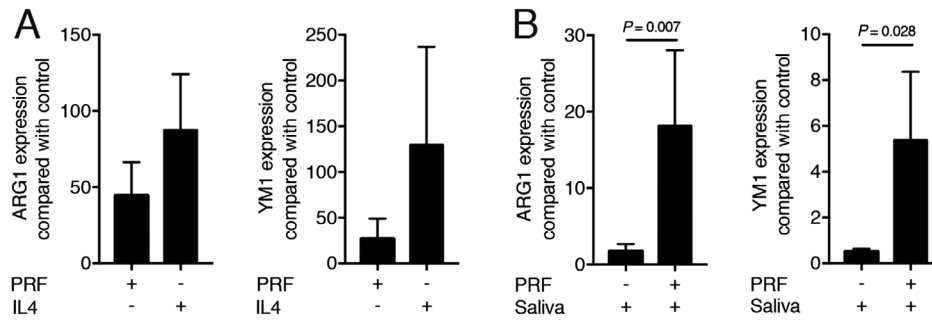 A
ARG1 expression
compared with control
150
100
50
0
PRF + -
IL4 - +
YM1 expression
compared with control
250
200
150
100
50
0
PRF + -
IL4 - +
B
ARG1 expression
compared with control
30
20
10
0
P = 0.007
PRF - +
Saliva + +
YM1 expression
compared with control
10
8
6
4
2
0
P = 0.028
PRF - +
Saliva + +